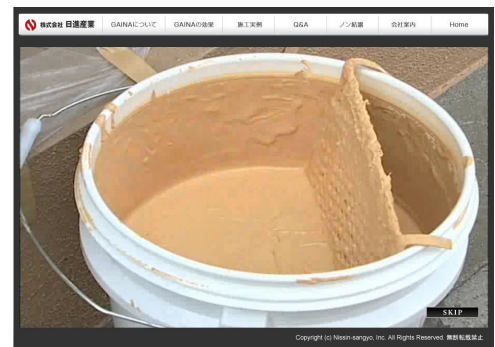 株式会社 日進産業 GAINAについて GAINAの効果 施工実例 Q&A ノン結露 会社案内 Home
SKIP
Copyright (c) Nissin-sangyo, Inc. All Rights Reserved. 無断転載禁止